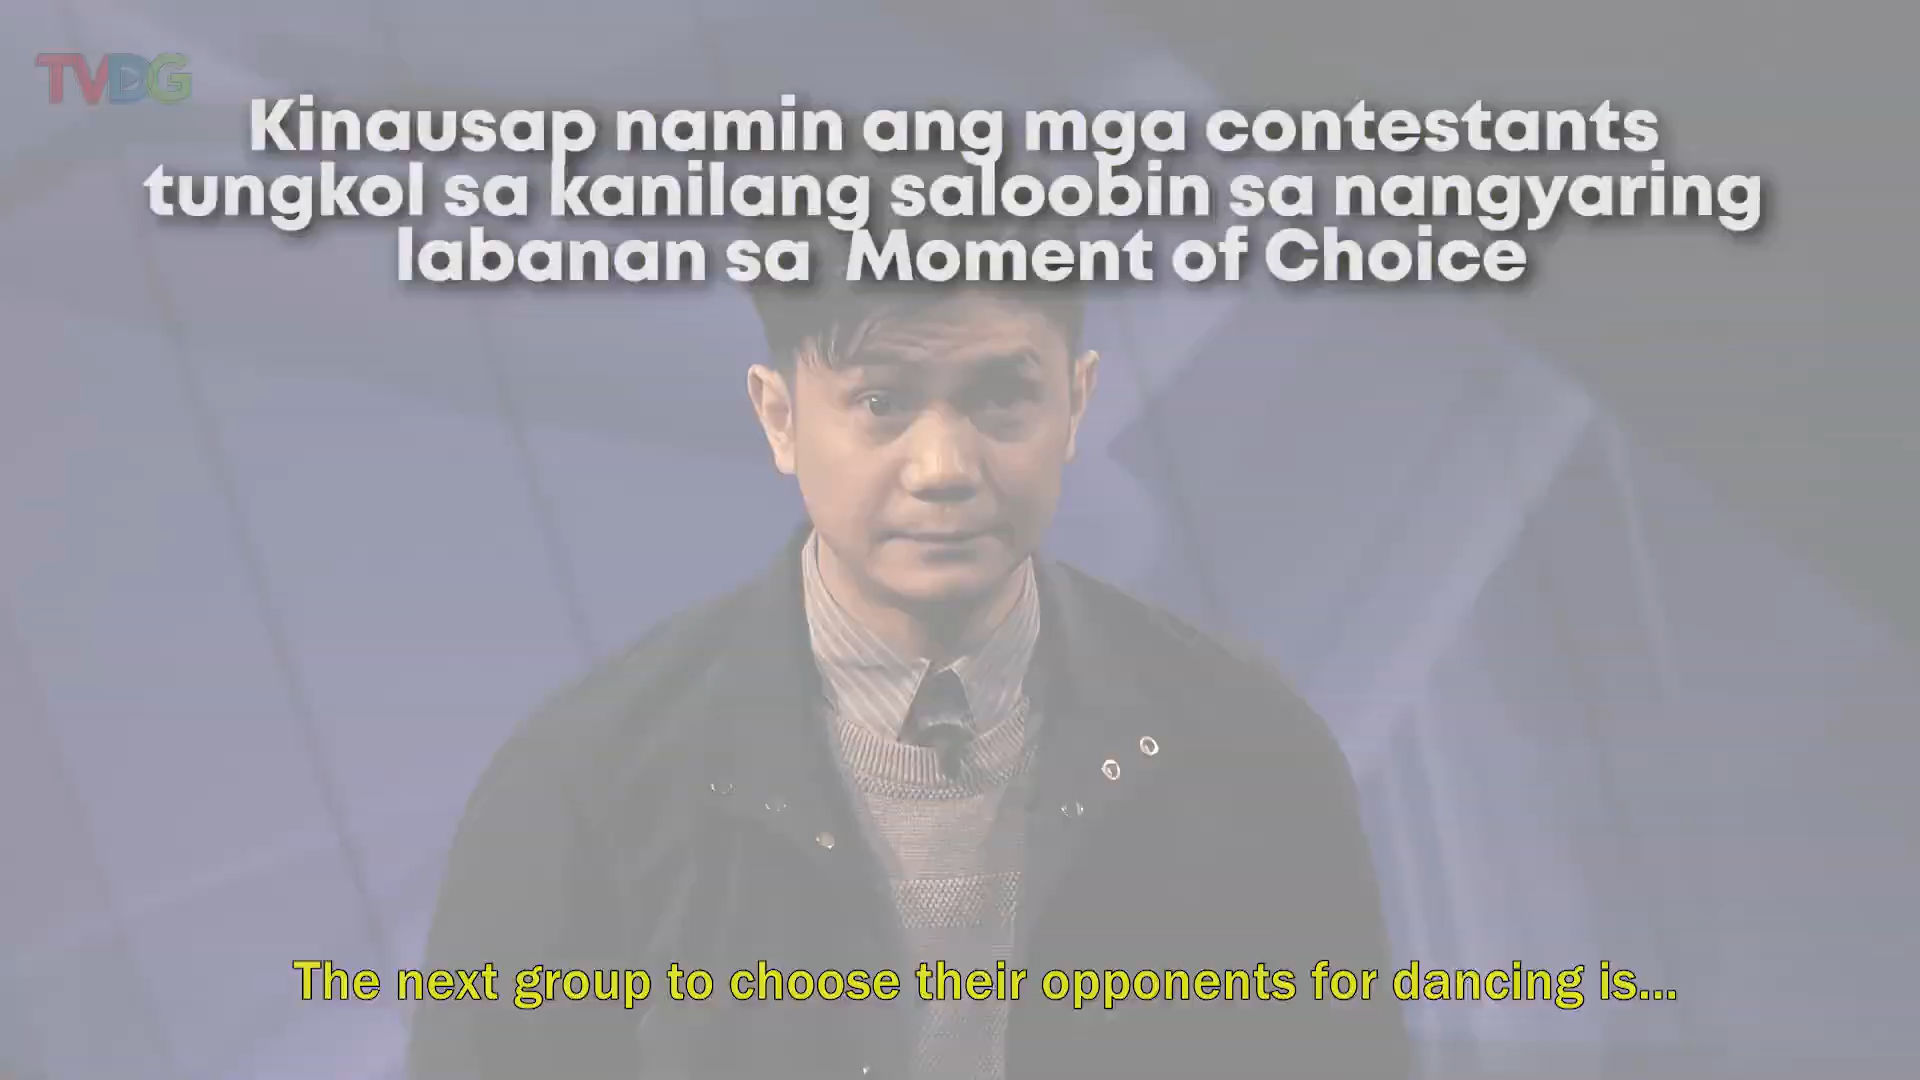 TVDG
Kinausap namin ang mga contestants
tungkol sa kanilang saloobin sa nangyaring
labanan sa Moment of Choice
The next group to choose their opponents for dancing is...